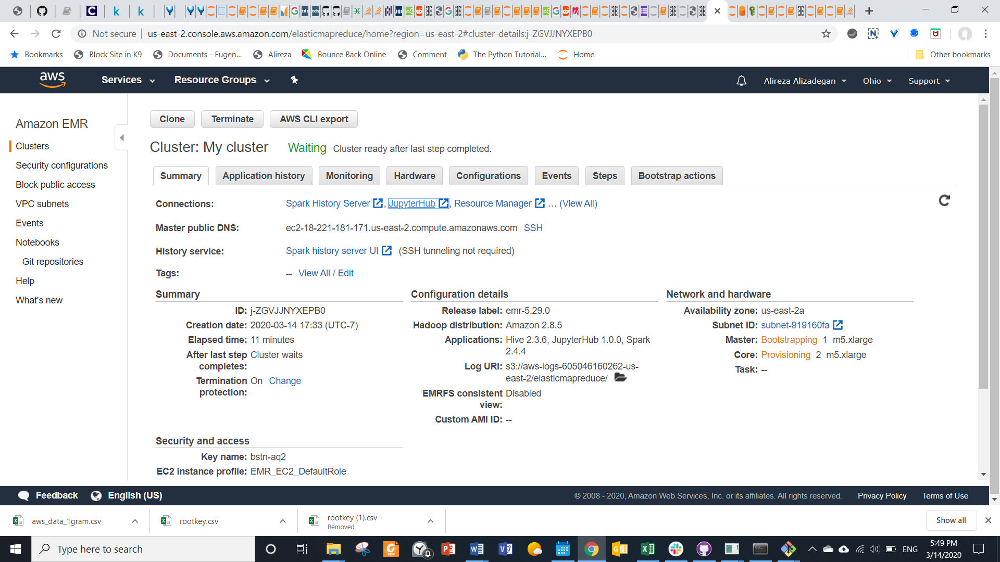 Not secure | us-east-2.console.aws.amazon.com/elasticmapreduce/home?region=us-east-2#cluster-details:j-ZGVJJNYXEPB0
Bookmarks Block Site in K9 Documents - Eugen... Alireza Bounce Back Online Comment The Python Tutorial... Home Other bookmarks
aws Services Resource Groups Alireza Alizadegan Ohio Support
Amazon EMR
Clusters
Security configurations
Block public access
VPC subnets
Events
Notebooks
Git repositories
Help
What's new
Clone Terminate AWS CLI export
Cluster: My cluster Waiting Cluster ready after last step completed.
Summary Application history Monitoring Hardware Configurations Events Steps Bootstrap actions
Connections: Spark History Server, JupyterHub, Resource Manager ... (View All)
Master public DNS: ec2-18-221-181-171.us-east-2.compute.amazonaws.com SSH
History service: Spark history server UI (SSH tunneling not required)
Tags: -- View All / Edit
Summary
ID: j-ZGVJJNYXEPB0
Creation date: 2020-03-14 17:33 (UTC-7)
Elapsed time: 11 minutes
After last step completes: Cluster waits
Termination protection: On Change
Configuration details
Release label: emr-5.29.0
Hadoop distribution: Amazon 2.8.5
Applications: Hive 2.3.6, JupyterHub 1.0.0, Spark
2.4.4
Log URI: s3://aws-logs-605046160262-us-
east-2/elasticmapreduce/
EMRFS consistent view: Disabled
Custom AMI ID: --
Network and hardware
Availability zone: us-east-2a
Subnet ID: subnet-919160fa
Master: Bootstrapping 1 m5.xlarge
Core: Provisioning 2 m5.xlarge
Task: --
Security and access
Key name: bstn-aq2
EC2 instance profile: EMR_EC2_DefaultRole
Feedback English (US) © 2008 - 2020, Amazon Web Services, Inc. or its affiliates. All rights reserved. Privacy Policy Terms of Use
aws_data_1gram.csv rootkey.csv rootkey (1).csv
Removed
Show all
Type here to search
ENG
5:49 PM
3/14/2020